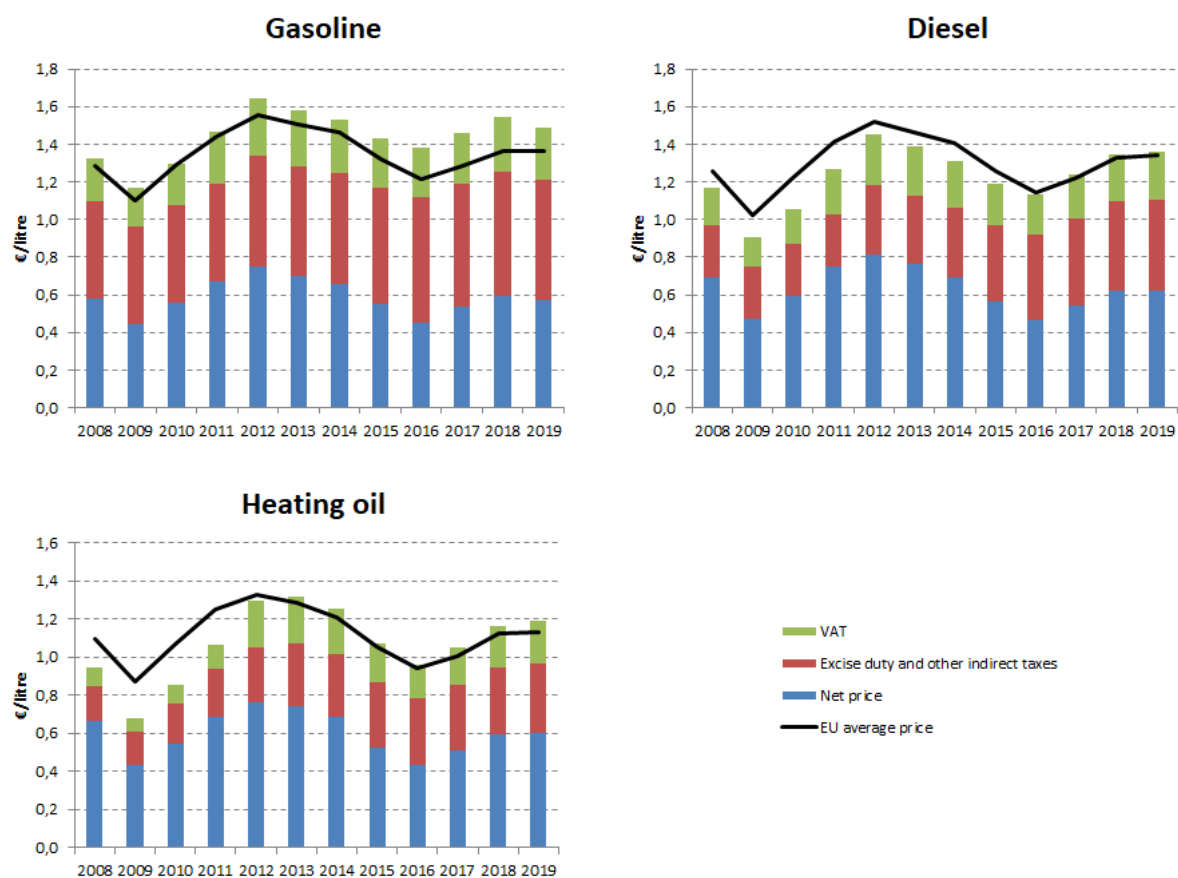 Gasoline
1,8
1,6
1,4
1,2
1,0
0,8
0,6
0,4
0,2
0,0
€/litre
2008 2009 2010 2011 2012 2013 2014 2015 2016 2017 2018 2019
Diesel
1,8
1,6
1,4
1,2
1,0
0,8
0,6
0,4
0,2
0,0
€/litre
2008 2009 2010 2011 2012 2013 2014 2015 2016 2017 2018 2019
Heating oil
1,6
1,4
1,2
1,0
0,8
0,6
0,4
0,2
0,0
€/litre
2008 2009 2010 2011 2012 2013 2014 2015 2016 2017 2018 2019
VAT
Excise duty and other indirect taxes
Net price
EU average price